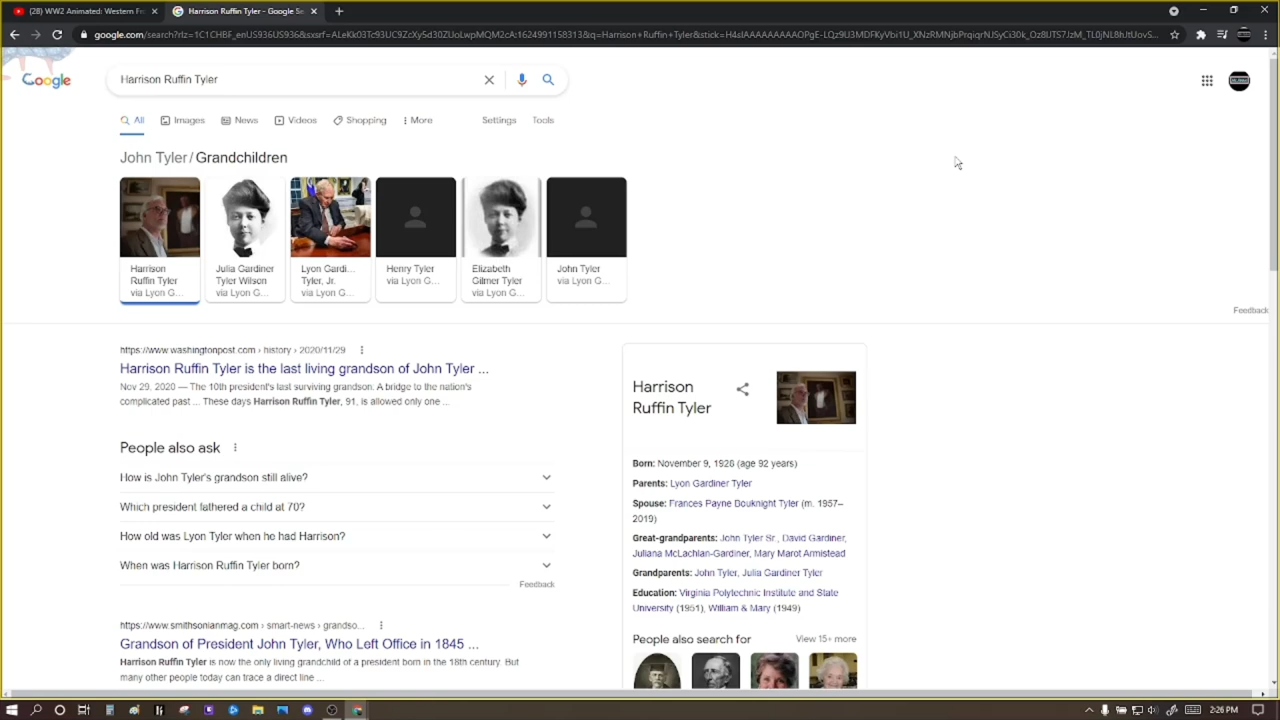 (28) WW2 Animated: Western Fr
Harrison Ruffin Tyler - Google Se
google.com/search?rlz=1C1CHBF_enUS936US936&sxsrf=ALeKk03Tc93UC9ZcXy5d30ZUoLwpMQM2cA:1624991158313&q=Harrison+Ruffin+Tyler&stick=H4sIAAAAAAAAAOPgE-LQz9U3MDFKyVbi1U_XNzRMNjbPrqiqrNJSyCi30k_Oz8UTS7JzM_TL0jNL8hJtUovS...
Google
Harrison Ruffin Tyler
All Images News Videos Shopping More Settings Tools
John Tyler / Grandchildren
Harrison Ruffin Tyler via Lyon G...
Julia Gardiner Tyler Wilson via Lyon G...
Lyon Gardi... Tyler, Jr. via Lyon G...
Henry Tyler via Lyon G...
Elizabeth Gilmer Tyler via Lyon G...
John Tyler via Lyon G...
Feedback
https://www.washingtonpost.com › history › 2020/11/29
Harrison Ruffin Tyler is the last living grandson of John Tyler ...
Nov 29, 2020 — The 10th president's last surviving grandson: A bridge to the nation's
complicated past ... These days Harrison Ruffin Tyler, 91, is allowed only one ...
People also ask
How is John Tyler's grandson still alive?
Which president fathered a child at 70?
How old was Lyon Tyler when he had Harrison?
When was Harrison Ruffin Tyler born?
Feedback
https://www.smithsonianmag.com › smart-news › grandso...
Grandson of President John Tyler, Who Left Office in 1845 ...
Harrison Ruffin Tyler is now the only living grandchild of a president born in the 18th century. But
many other people today can trace a direct line ...
Harrison
Ruffin Tyler
Born: November 9, 1928 (age 92 years)
Parents: Lyon Gardiner Tyler
Spouse: Frances Payne Bouknight Tyler (m. 1957–
2019)
Great-grandparents: John Tyler Sr., David Gardiner,
Juliana McLachlan-Gardiner, Mary Marot Armistead
Grandparents: John Tyler, Julia Gardiner Tyler
Education: Virginia Polytechnic Institute and State
University (1951), William & Mary (1949)
People also search for View 15+ more
2:26 PM